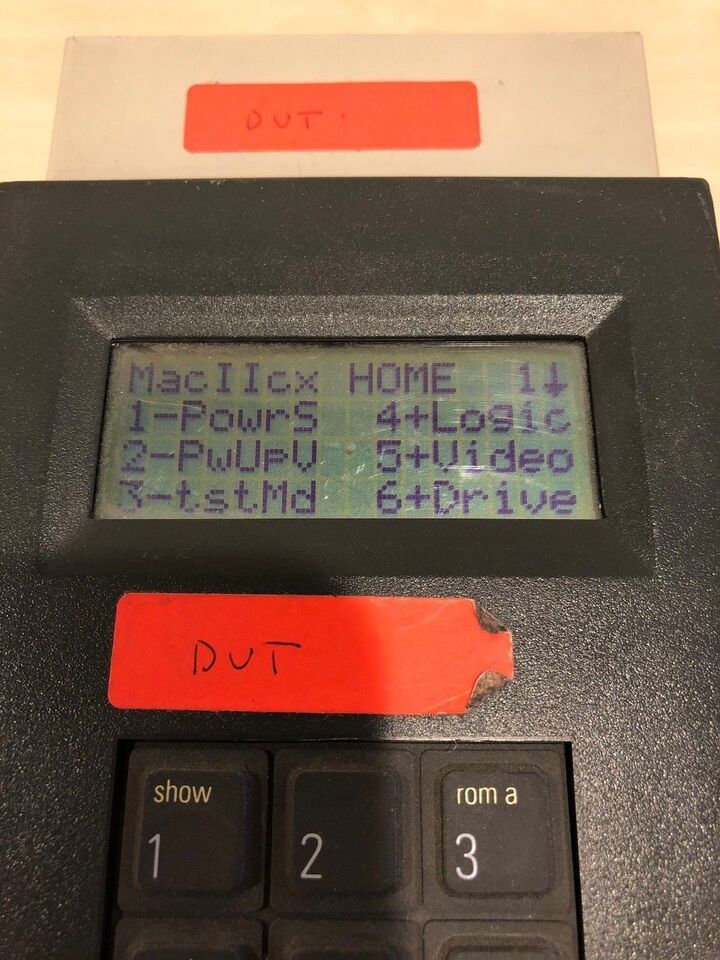 DUT.
MacIIcx HOME 1↓
1-PowrS 4+Logic
2-PwUpV 5+Video
3-tstMd 6+Drive
DUT
show rom a
1 2 3